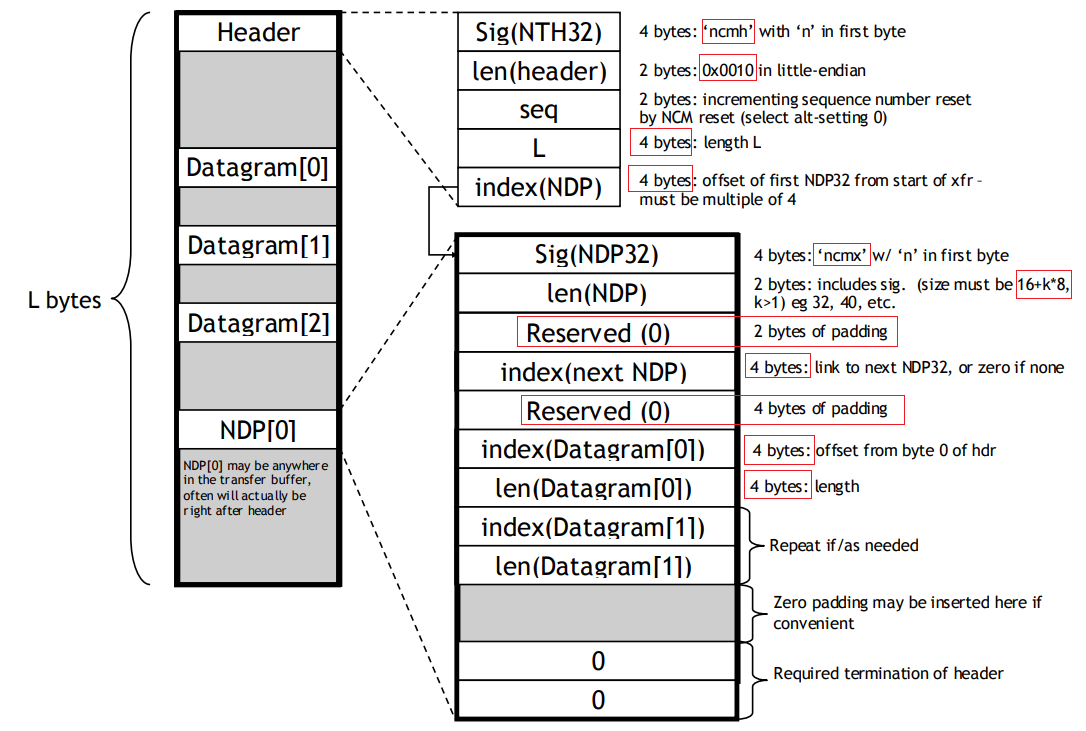 Header
Datagram[0]
Datagram[1]
Datagram[2]
NDP[0]
NDP[0] may be anywhere
in the transfer buffer,
often will actually be
right after header
L bytes
Sig(NTH32)
4 bytes: ‘ncmh’ with ‘n’ in first byte
len(header)
2 bytes: 0x0010 in little-endian
seq
2 bytes: incrementing sequence number reset
by NCM reset (select alt-setting 0)
L
4 bytes: length L
index(NDP)
4 bytes: offset of first NDP32 from start of xfr –
must be multiple of 4
Sig(NDP32)
4 bytes: ‘ncmx’ w/ ‘n’ in first byte
len(NDP)
2 bytes: includes sig. (size must be 16+k*8,
k>1) eg 32, 40, etc.
Reserved (0)
2 bytes of padding
index(next NDP)
4 bytes: link to next NDP32, or zero if none
Reserved (0)
4 bytes of padding
index(Datagram[0])
4 bytes: offset from byte 0 of hdr
len(Datagram[0])
4 bytes: length
index(Datagram[1])
len(Datagram[1])
Repeat if/as needed
Zero padding may be inserted here if
convenient
0
0
Required termination of header